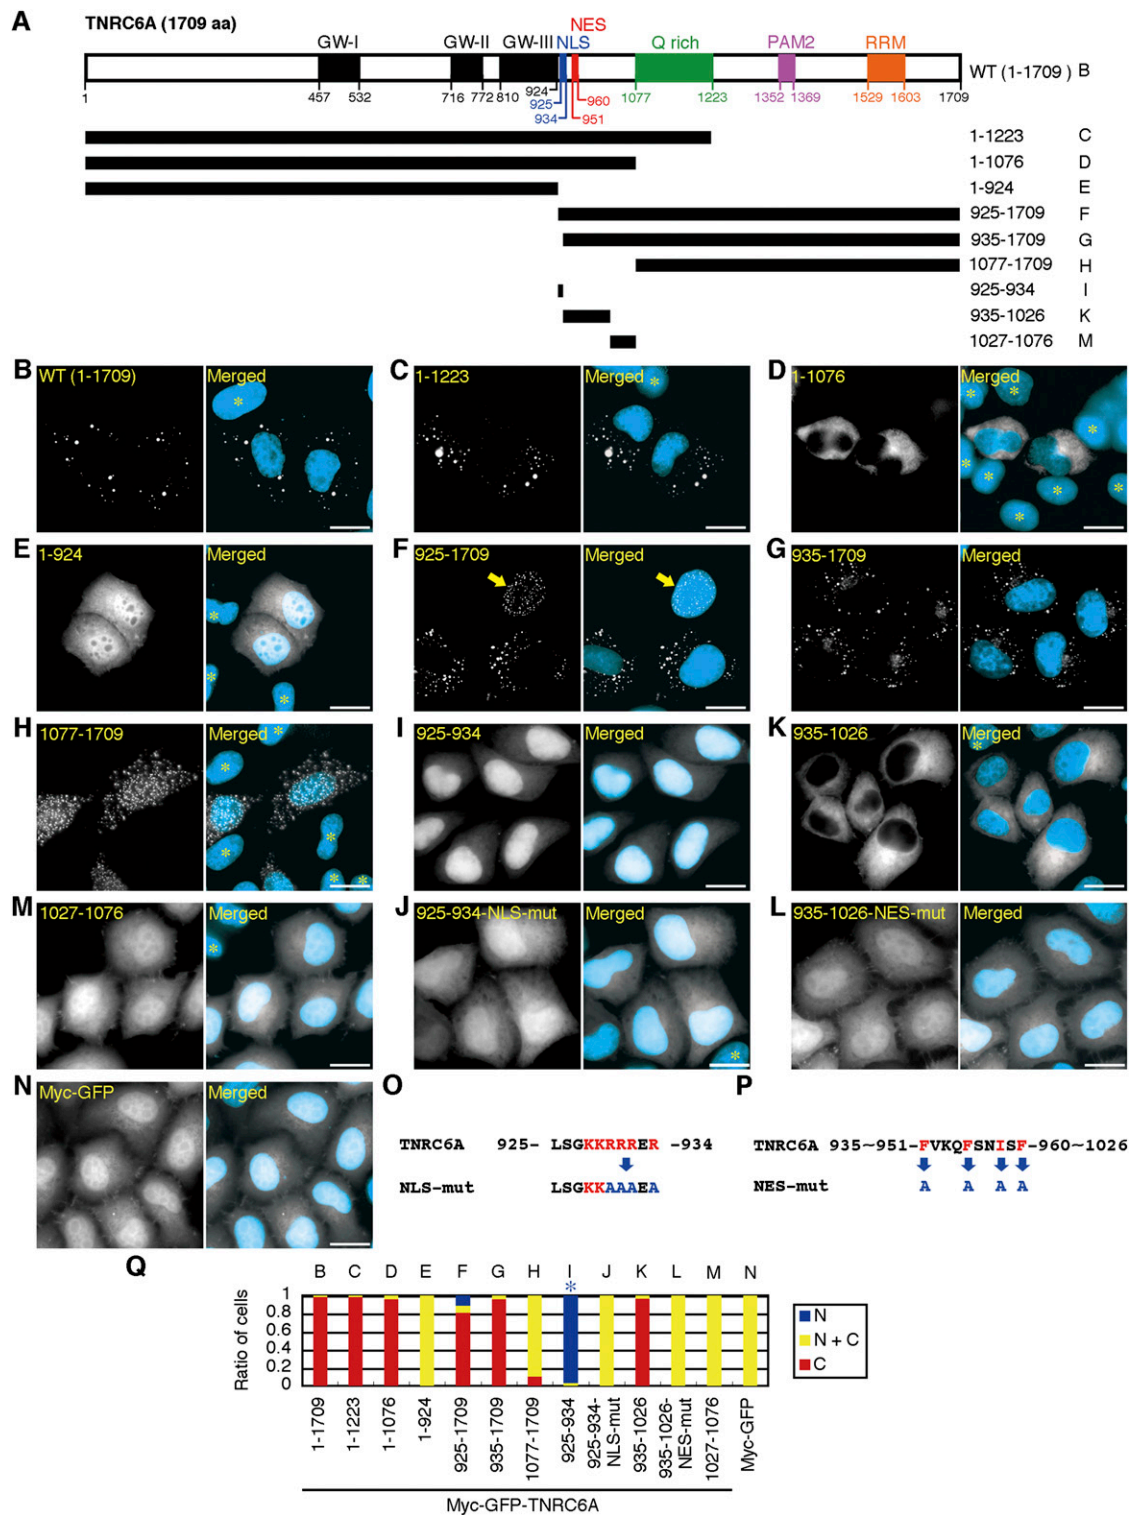 A
TNRC6A (1709 aa)
NES
GW-I GW-II GW-III NLS Q rich PAM2 RRM
WT (1-1709 ) B
1 457 532 716 772 810 924 925 934 960 951 1077 1223 1352 1369 1529 1603 1709
1-1223 C
1-1076 D
1-924 E
925-1709 F
935-1709 G
1077-1709 H
925-934 I
935-1026 K
1027-1076 M
B WT (1-1709) Merged * C 1-1223 Merged * D 1-1076 Merged * * * * * * * *
E 1-924 Merged * * * F 925-1709 Merged G 935-1709 Merged
H 1077-1709 Merged * * * * * * I 925-934 Merged K 935-1026 Merged *
M 1027-1076 Merged * J 925-934-NLS-mut Merged * L 935-1026-NES-mut Merged
N Myc-GFP Merged O P
TNRC6A 925- LSGKKRRRER -934
NLS-mut LSGKKAAAEA
TNRC6A 935~951-FVKQFSNISF-960~1026
NES-mut A A A A
Q
B C D E F G H I J K L M N
*
Ratio of cells
1
0.8
0.6
0.4
0.2
0
N
N + C
C
1-1709
1-1223
1-1076
1-924
925-1709
935-1709
1077-1709
925-934
925-934-
NLS-mut
935-1026
935-1026-
NES-mut
1027-1076
Myc-GFP
Myc-GFP-TNRC6A